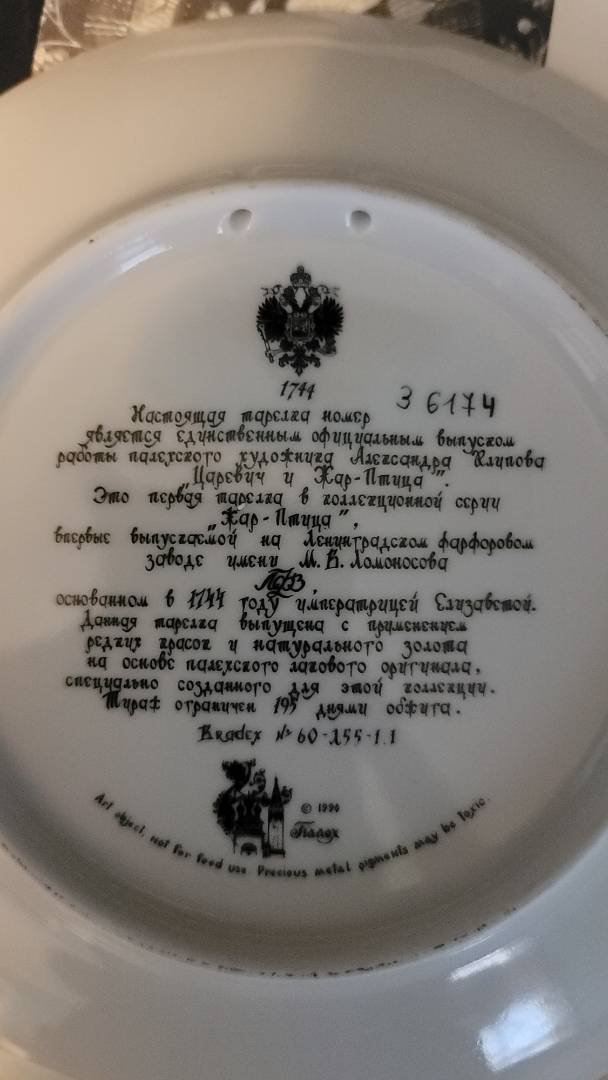 1744
Настоящая тарелка номер З 6174
является единственным официальным выпуском
работы палехского художника Александра Клипова
"Царевич и Жар-Птица".
Это первая тарелка в коллекционной серии
"Жар-Птица",
впервые выпускаемой на Ленинградском фарфоровом
заводе имени М.В. Ломоносова
ЛФЗ
основанном в 1744 году императрицей Елизаветой.
Данная тарелка выпущена с применением
редких красок и натурального золота
на основе палехского лакового оригинала,
специально созданного для этой коллекции.
Тираж ограничен 195 днями обжига.
Bradex № 60-255-1.1
© 1990
Палех
Art object, not for food use. Precious metal pigments may be toxic.